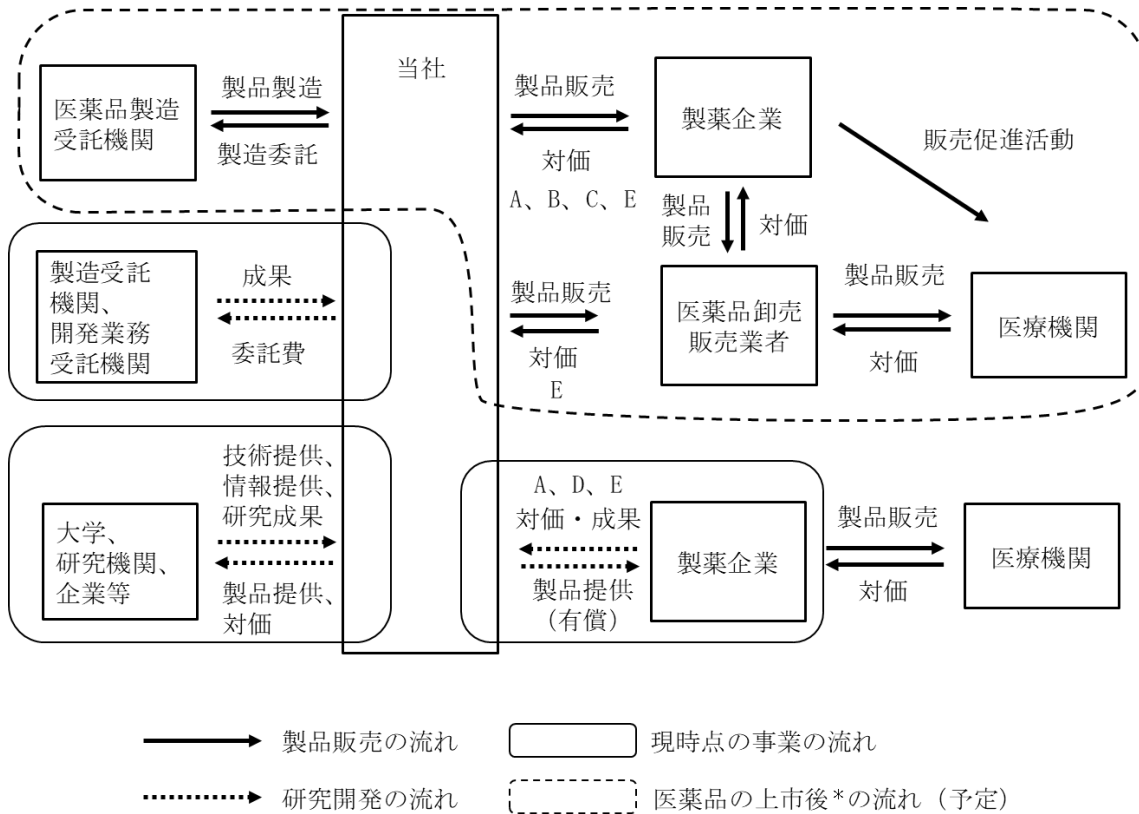 当社
医薬品製造
受託機関
製品製造
製造委託
製品販売
対価
A、B、C、E
製薬企業
販売促進活動
製品
販売
対価
製造受託
機関、
開発業務
受託機関
成果
委託費
製品販売
対価
E
医薬品卸売
販売業者
製品販売
対価
医療機関
大学、
研究機関、
企業等
技術提供、
情報提供、
研究成果
製品提供、
対価
A、D、E
対価・成果
製品提供
(有償)
製薬企業
製品販売
対価
医療機関
製品販売の流れ
現時点の事業の流れ
研究開発の流れ
医薬品の上市後*の流れ (予定)